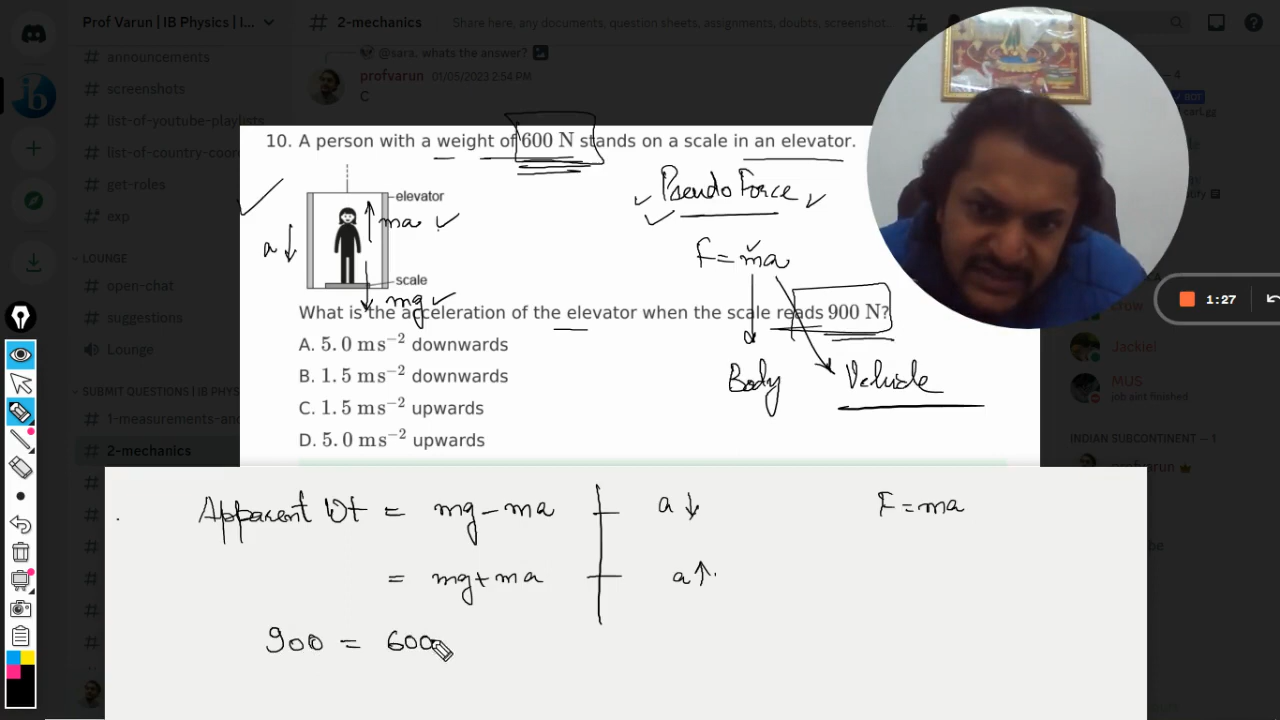 Prof Varun | IB Physics | I...
2-mechanics
Share here, any documents, question sheets, assignments, doubts, screenshot...
announcements
screenshots
list-of-youtube-playlists
list-of-country-coor
get-roles
exp
LOUNGE
open-chat
suggestions
Lounge
SUBMIT QUESTIONS | IB PHYS
1-measurements-and
2-mechanics
@sara. whats the answer?
profvarun 01/05/2023 2:54 PM
C
10. A person with a weight of 600 N stands on a scale in an elevator.
elevator
ma
a ↓
scale
mg
Pseudo Force
F = ma
Body
Vehicle
What is the acceleration of the elevator when the scale reads 900 N?
A. 5.0 ms⁻² downwards
B. 1.5 ms⁻² downwards
C. 1.5 ms⁻² upwards
D. 5.0 ms⁻² upwards
Apparent Wt = mg - ma a ↓
F = ma
= mg + ma a ↑
900 = 600
1:27
Jackiel
MUS
job aint finished
INDIAN SUBCONTINENT — 1
profvarun